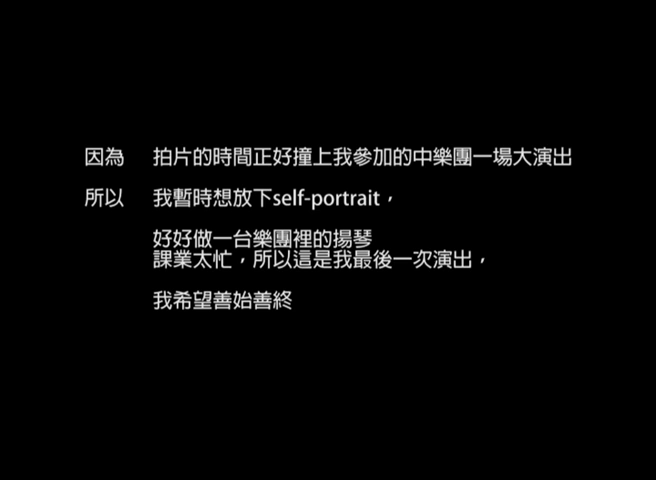 因為 拍片的時間正好撞上我參加的中樂團一場大演出
所以 我暫時想放下self-portrait，
好好做一台樂團裡的揚琴
課業太忙，所以這是我最後一次演出，
我希望善始善終